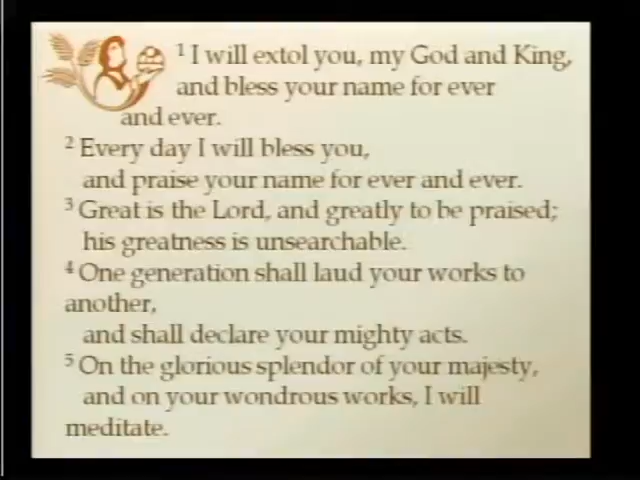 1 I will extol you, my God and King,
and bless your name for ever
and ever.
2 Every day I will bless you,
and praise your name for ever and ever.
3 Great is the Lord, and greatly to be praised;
his greatness is unsearchable.
4 One generation shall laud your works to
another,
and shall declare your mighty acts.
5 On the glorious splendor of your majesty,
and on your wondrous works, I will
meditate.